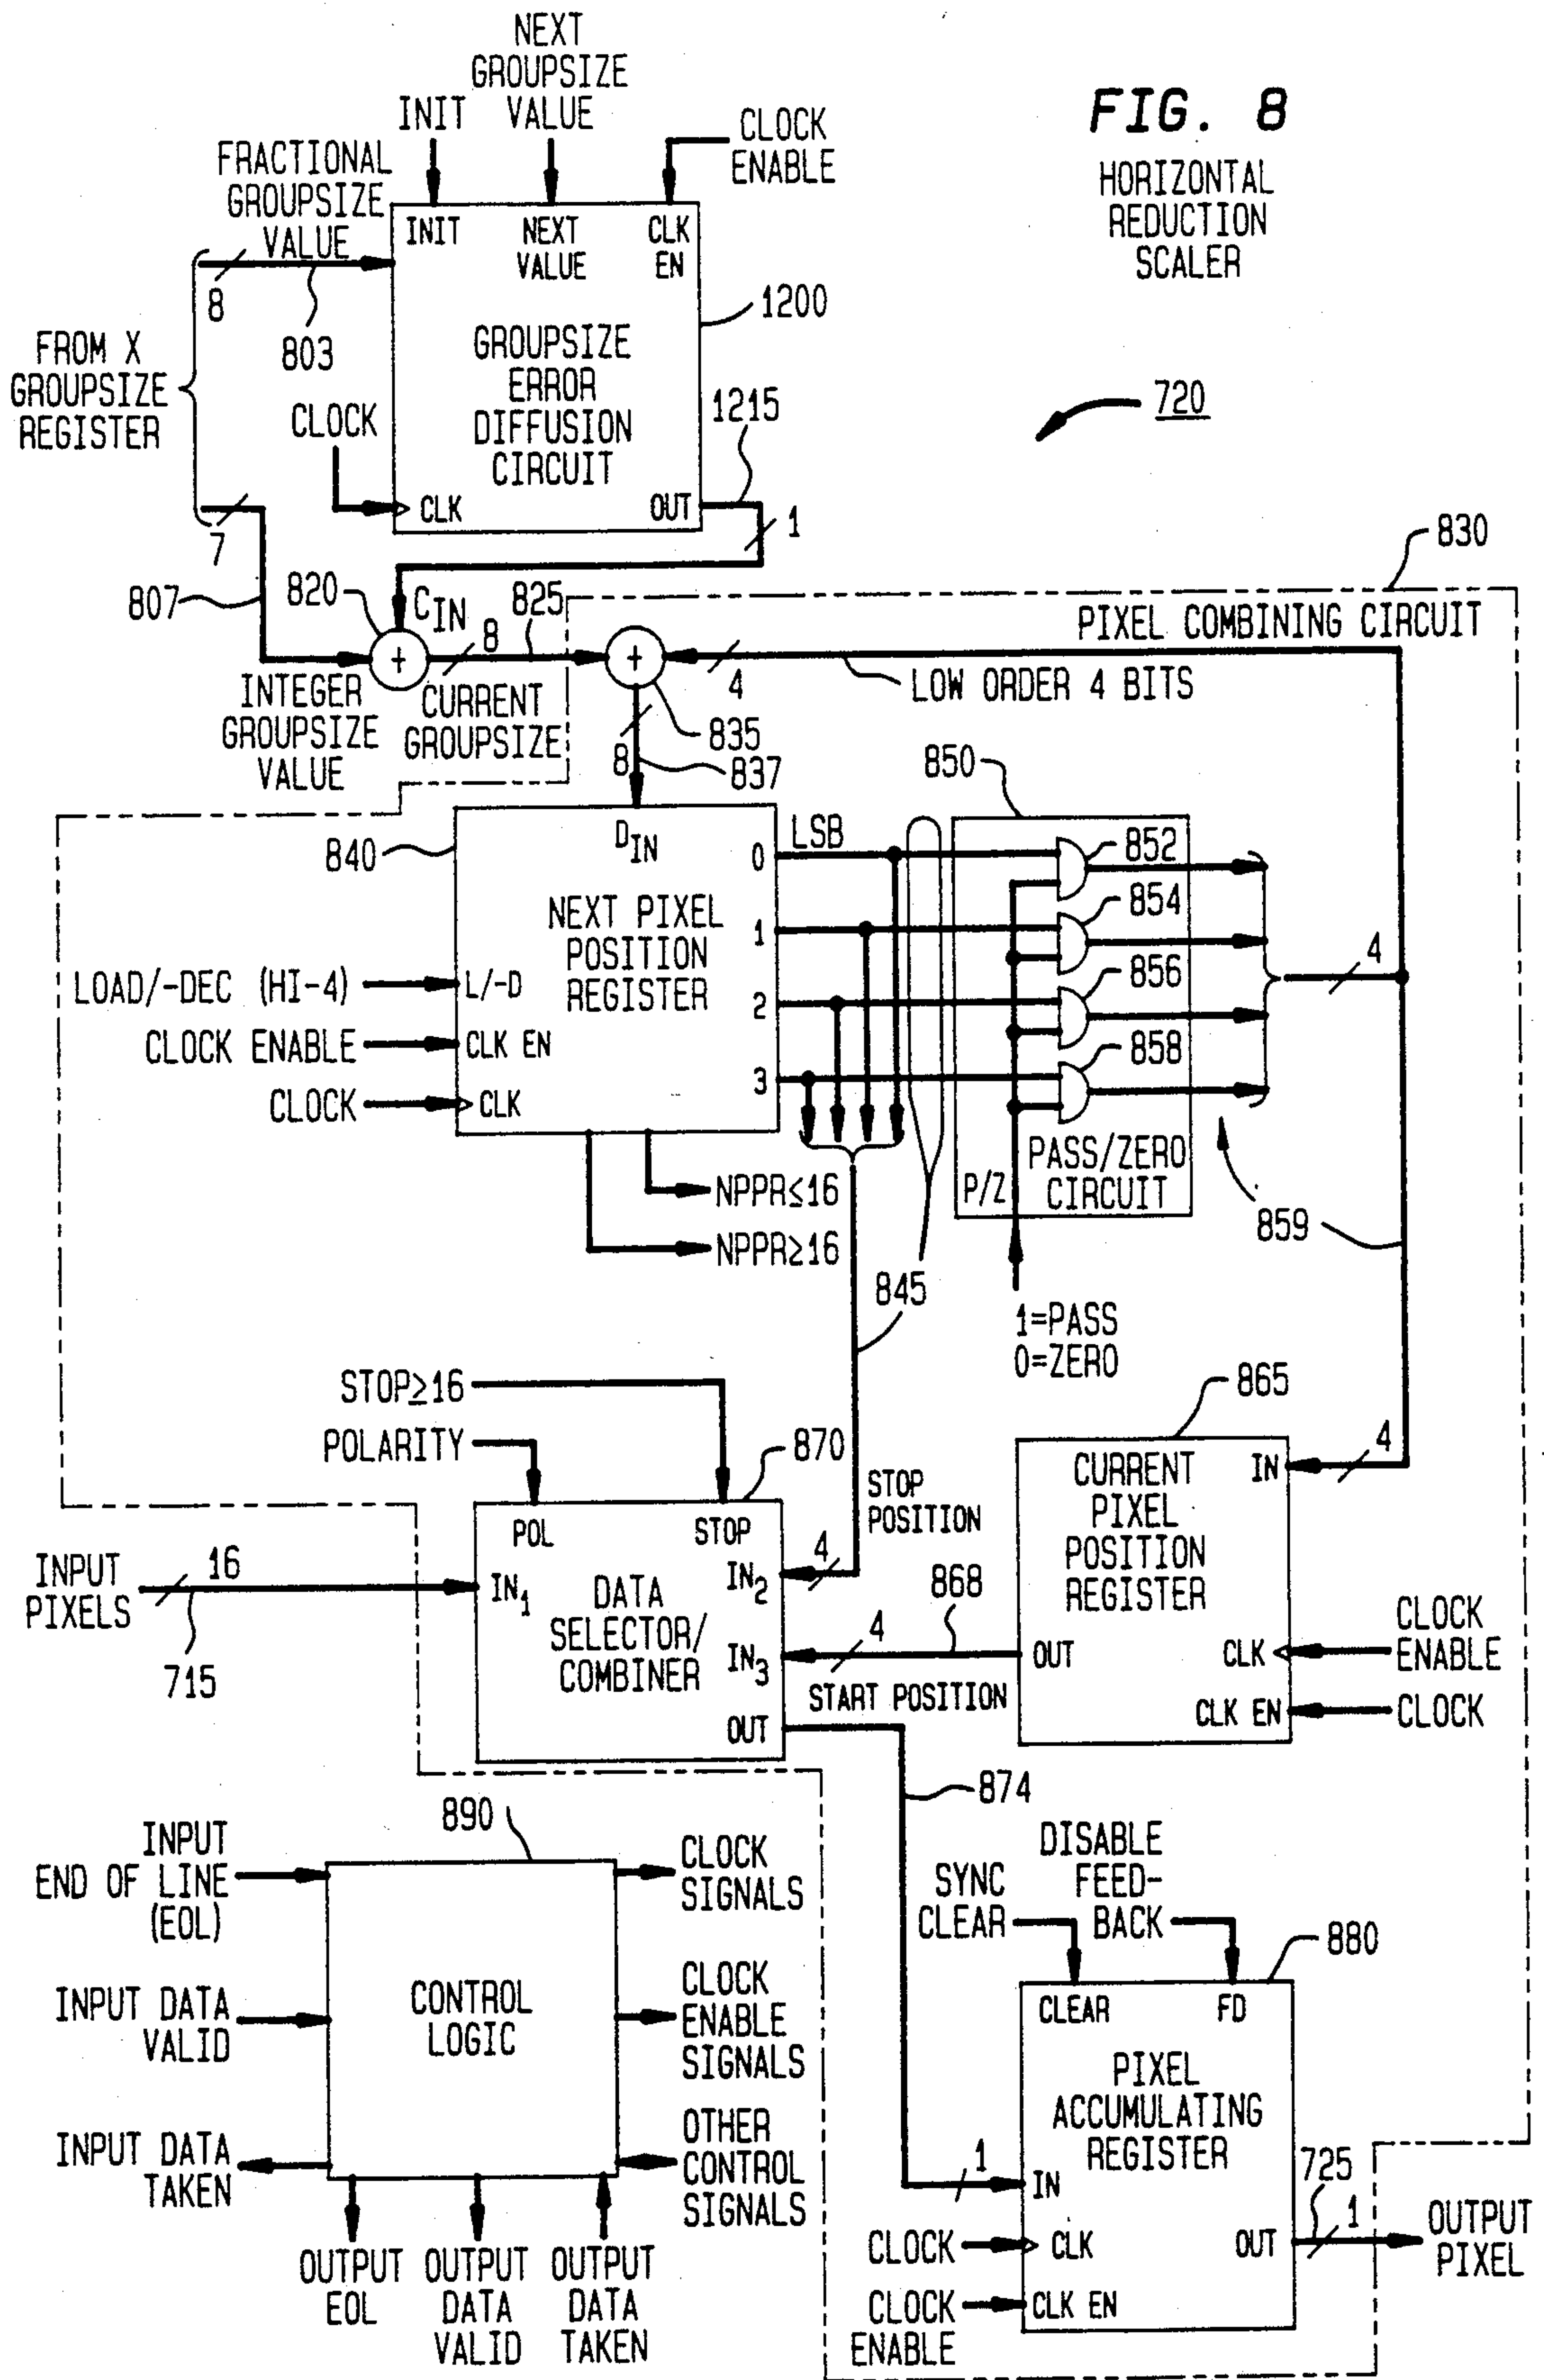 FIG. 8
HORIZONTAL
REDUCTION
SCALER
720
NEXT
GROUPSIZE
VALUE
INIT
CLOCK
ENABLE
FRACTIONAL
GROUPSIZE
VALUE
8
803
FROM X
GROUPSIZE
REGISTER
CLOCK
7
INIT
NEXT
VALUE
CLK
EN
GROUPSIZE
ERROR
DIFFUSION
CIRCUIT
CLK
OUT
1200
1215
1
807
820
CIN
+
8
825
INTEGER
GROUPSIZE
VALUE
CURRENT
GROUPSIZE
830
PIXEL COMBINING CIRCUIT
+
4
LOW ORDER 4 BITS
835
8
837
840
DIN
NEXT PIXEL
POSITION
REGISTER
LOAD/-DEC (HI-4)
L/-D
CLOCK ENABLE
CLK EN
CLOCK
CLK
0
1
2
3
LSB
NPPR≤16
NPPR≥16
845
850
852
854
856
858
PASS/ZERO
CIRCUIT
P/Z
1=PASS
0=ZERO
4
859
STOP≥16
POLARITY
870
POL
STOP
INPUT
PIXELS
16
715
IN1
DATA
SELECTOR/
COMBINER
IN2
IN3
OUT
4
STOP
POSITION
4
868
START POSITION
865
4
CURRENT
PIXEL
POSITION
REGISTER
IN
OUT
CLK
CLK EN
CLOCK
ENABLE
CLOCK
874
890
INPUT
END OF LINE
(EOL)
INPUT DATA
VALID
INPUT DATA
TAKEN
CONTROL
LOGIC
CLOCK
SIGNALS
CLOCK
ENABLE
SIGNALS
OTHER
CONTROL
SIGNALS
OUTPUT
EOL
OUTPUT
DATA
VALID
OUTPUT
DATA
TAKEN
SYNC
CLEAR
DISABLE
FEED-
BACK
880
CLEAR
FD
PIXEL
ACCUMULATING
REGISTER
1
IN
CLOCK
CLK
CLOCK
ENABLE
CLK EN
OUT
725
1
OUTPUT
PIXEL